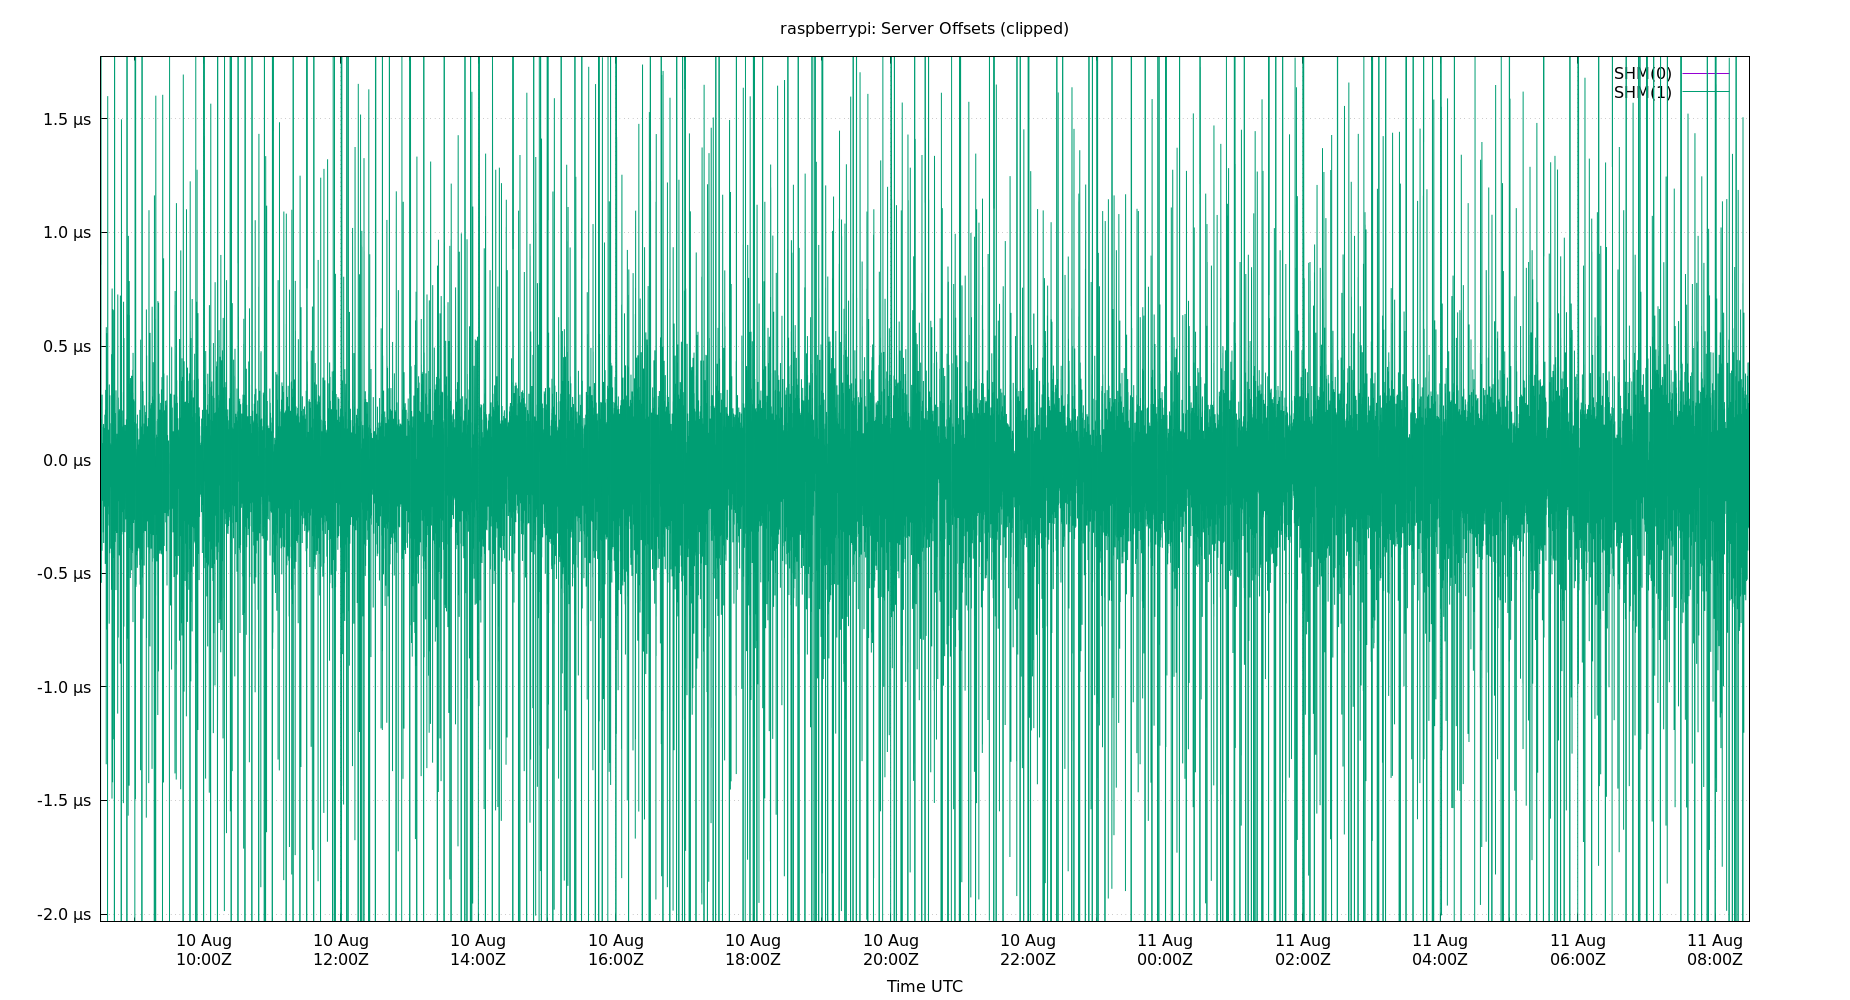 raspberrypi: Server Offsets (clipped)
SHM(0)
SHM(1)
1.5 µs
1.0 µs
0.5 µs
0.0 µs
-0.5 µs
-1.0 µs
-1.5 µs
-2.0 µs
10 Aug 10 Aug 10 Aug 10 Aug 10 Aug 10 Aug 10 Aug 11 Aug 11 Aug 11 Aug 11 Aug 11 Aug
10:00Z 12:00Z 14:00Z 16:00Z 18:00Z 20:00Z 22:00Z 00:00Z 02:00Z 04:00Z 06:00Z 08:00Z
Time UTC